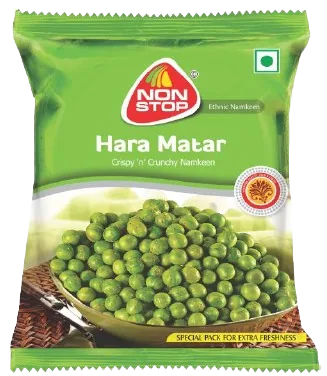 NON
STOP
®
Ethnic Namkeen
Hara Matar
Crispy 'n' Crunchy Namkeen
SPECIAL PACK FOR EXTRA FRESHNESS